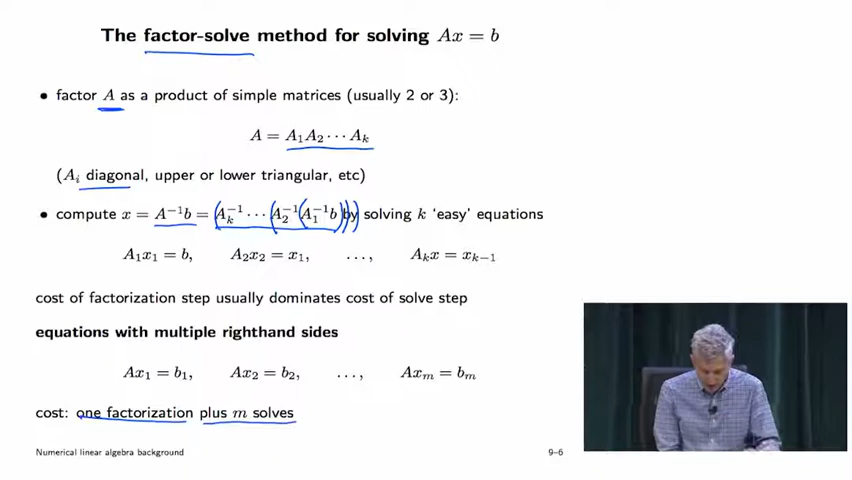 The factor-solve method for solving Ax = b
• factor A as a product of simple matrices (usually 2 or 3):
A = A₁A₂ ⋯ Aₖ
(Aᵢ diagonal, upper or lower triangular, etc)
• compute x = A⁻¹b = (Aₖ⁻¹ ⋯ (A₂⁻¹(A₁⁻¹b))) by solving k ‘easy’ equations
A₁x₁ = b, A₂x₂ = x₁, . . . , Aₖx = xₖ₋₁
cost of factorization step usually dominates cost of solve step
equations with multiple righthand sides
Ax₁ = b₁, Ax₂ = b₂, . . . , Axₘ = bₘ
cost: one factorization plus m solves
Numerical linear algebra background 9–6